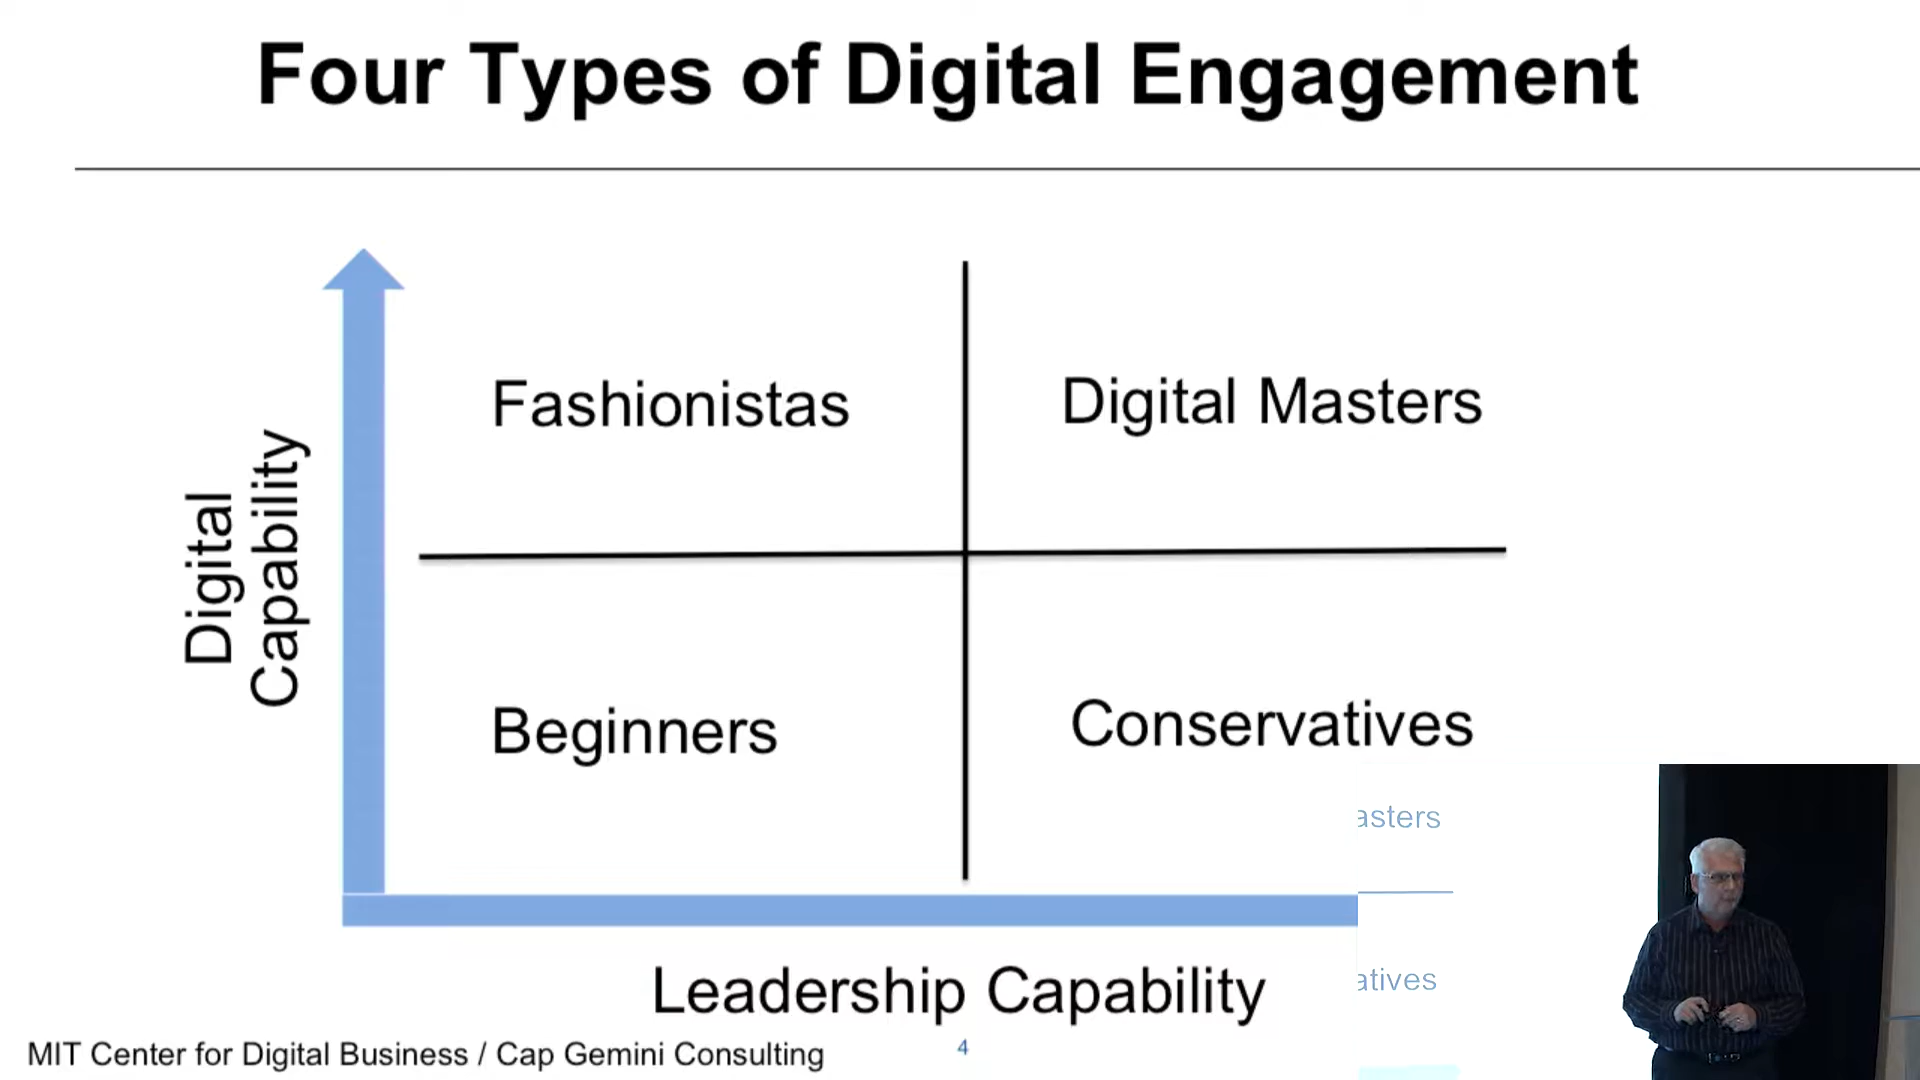 Four Types of Digital Engagement
Digital
Capability
Fashionistas
Digital Masters
Beginners
Conservatives
asters
atives
Leadership Capability
MIT Center for Digital Business / Cap Gemini Consulting
4